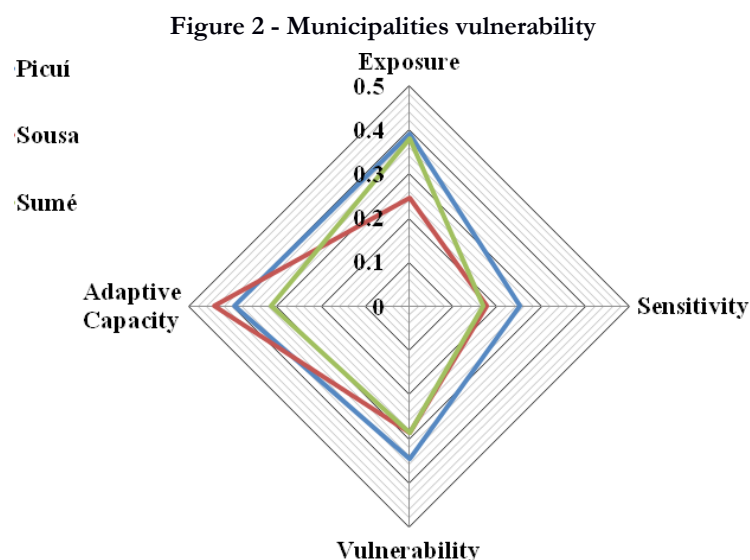 Figure 2 - Municipalities vulnerability
Picuí
Sousa
Sumé
Exposure
0.5
0.4
0.3
0.2
0.1
0
Adaptive
Capacity
Sensitivity
Vulnerability